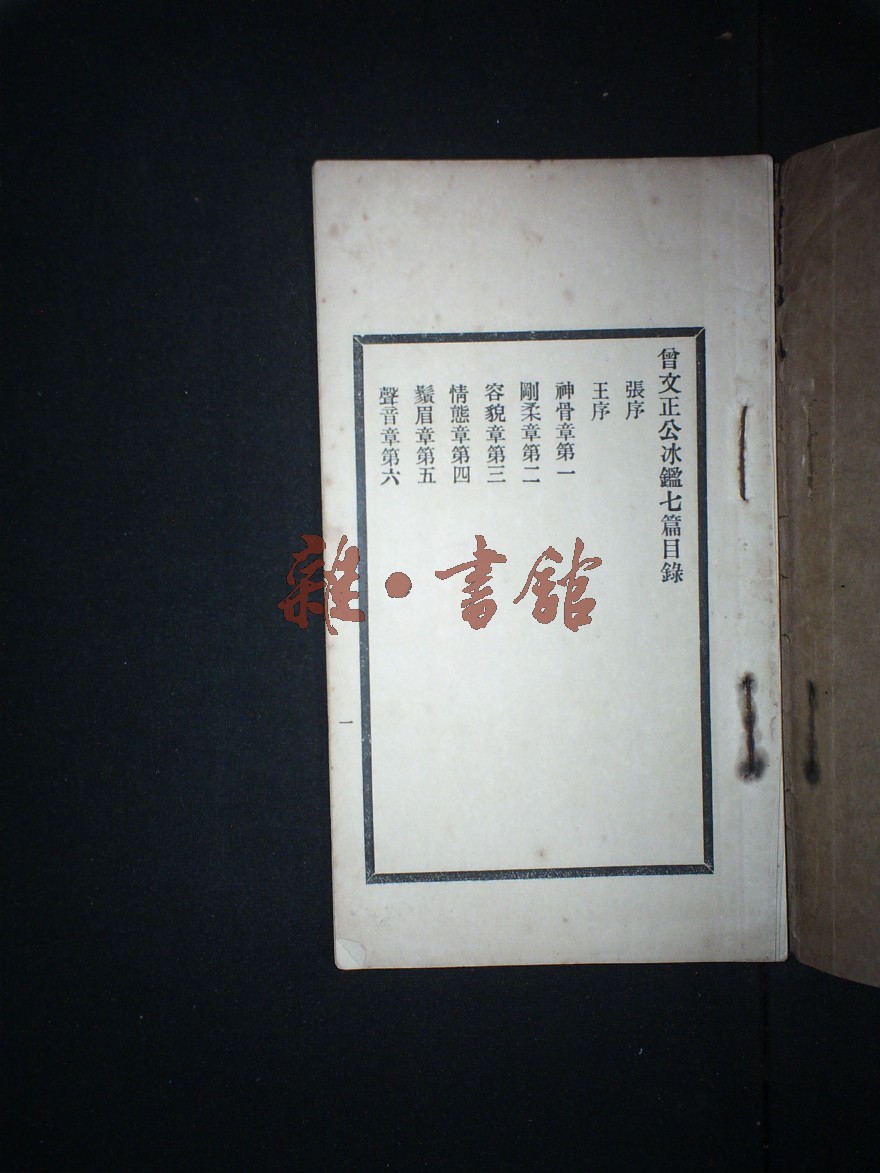 曾文正公冰鑑七篇目錄
張序
王序
神骨章第一
剛柔章第二
容貌章第三
情態章第四
鬚眉章第五
聲音章第六
一
雜·書館